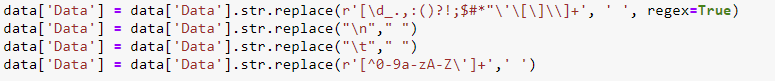 data['Data'] = data['Data'].str.replace(r'[\d_.,:()?!;$#*"\'\[\]\\]+', ' ', regex=True)
data['Data'] = data['Data'].str.replace("\n"," ")
data['Data'] = data['Data'].str.replace("\t"," ")
data['Data'] = data['Data'].str.replace(r'[^0-9a-zA-Z\']+',' ')